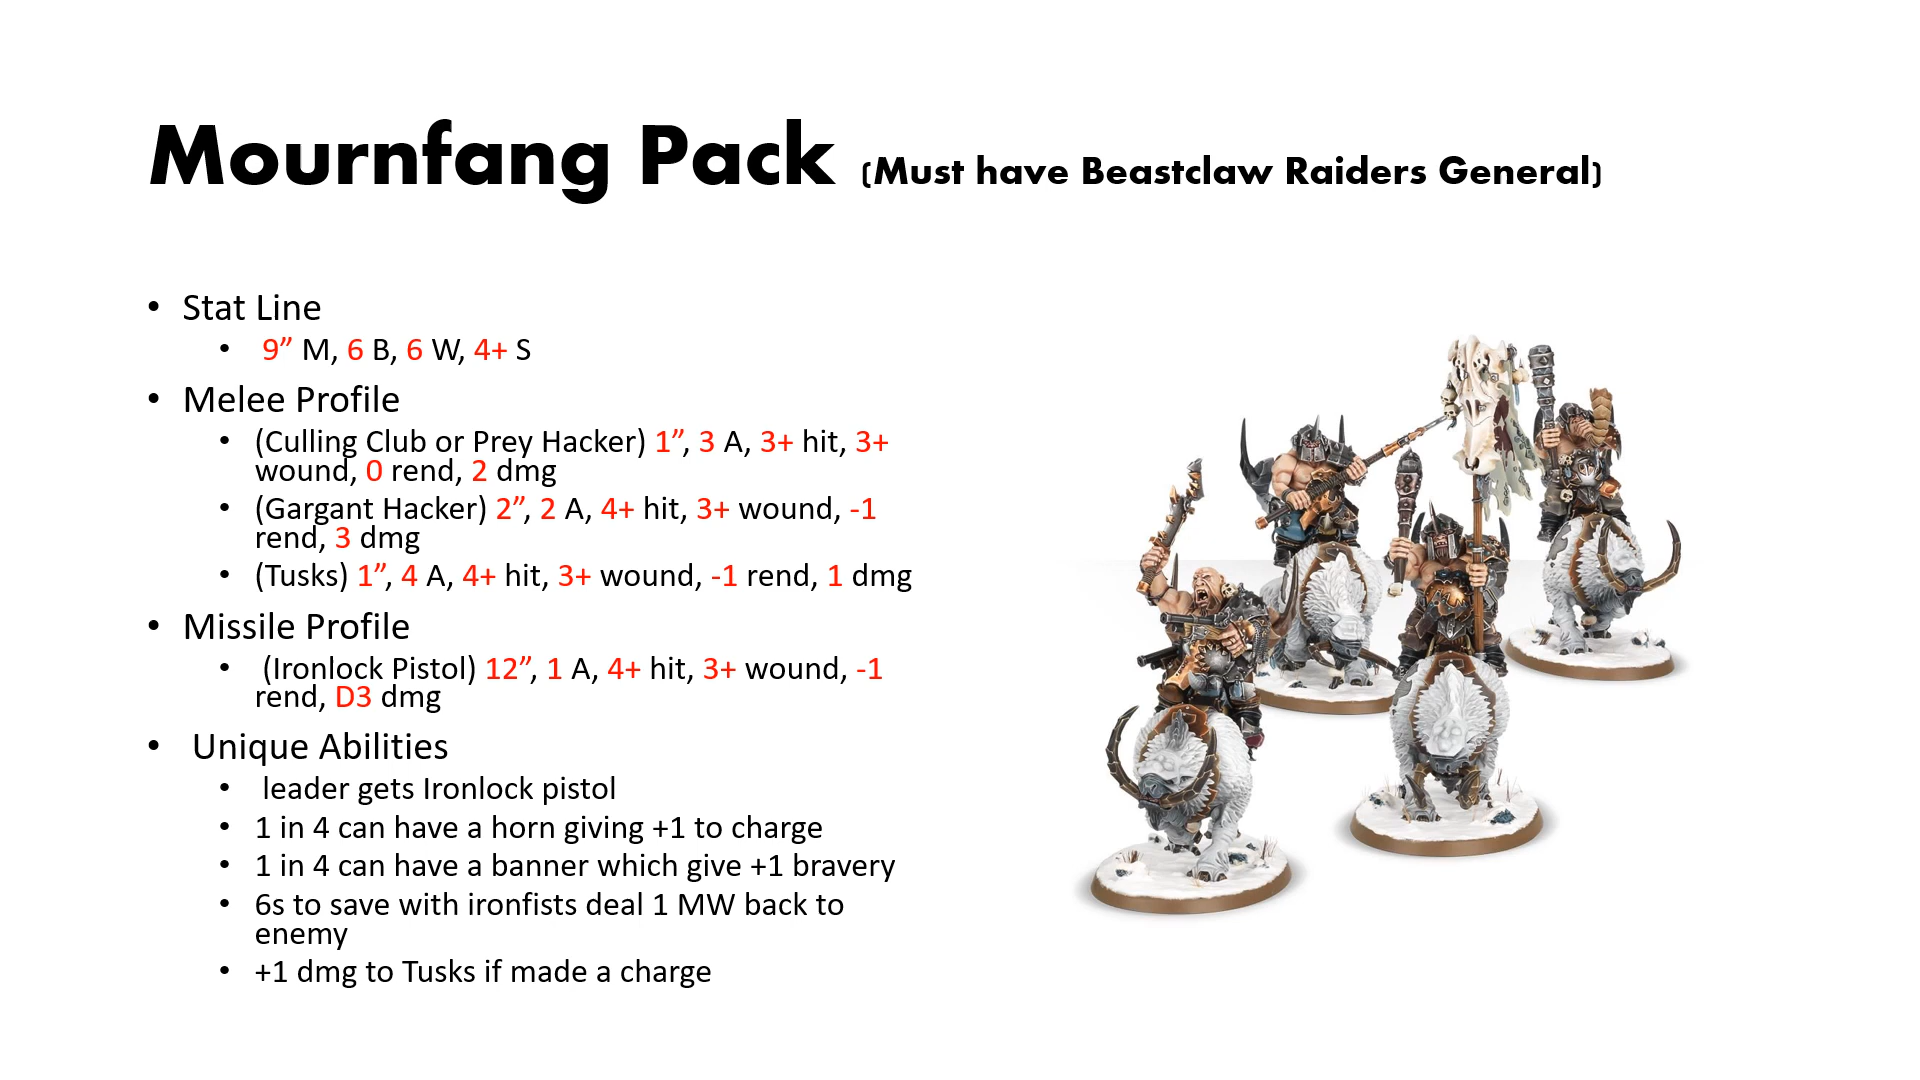 Mournfang Pack (Must have Beastclaw Raiders General)
• Stat Line
• 9” M, 6 B, 6 W, 4+ S
• Melee Profile
• (Culling Club or Prey Hacker) 1”, 3 A, 3+ hit, 3+
wound, 0 rend, 2 dmg
• (Gargant Hacker) 2”, 2 A, 4+ hit, 3+ wound, -1
rend, 3 dmg
• (Tusks) 1”, 4 A, 4+ hit, 3+ wound, -1 rend, 1 dmg
• Missile Profile
• (Ironlock Pistol) 12”, 1 A, 4+ hit, 3+ wound, -1
rend, D3 dmg
• Unique Abilities
• leader gets Ironlock pistol
• 1 in 4 can have a horn giving +1 to charge
• 1 in 4 can have a banner which give +1 bravery
• 6s to save with ironfists deal 1 MW back to
enemy
• +1 dmg to Tusks if made a charge